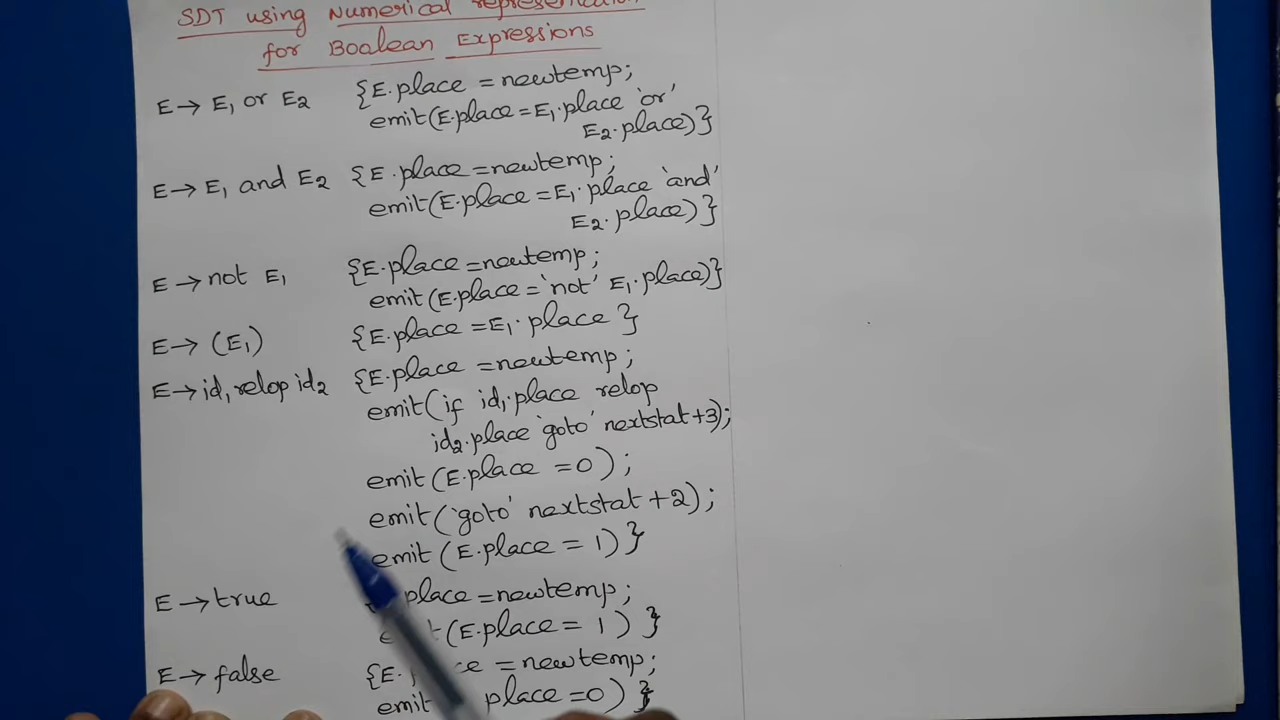 SDT using Numerical representation
for Boalean Expressions
E → E₁ or E₂ {E.place = newtemp;
emit(E.place = E₁.place 'or'
E₂.place)}
E → E₁ and E₂ {E.place = newtemp;
emit(E.place = E₁.place 'and'
E₂.place)}
E → not E₁ {E.place = newtemp;
emit(E.place = 'not' E₁.place)}
E → (E₁) {E.place = E₁.place}
E → id₁ relop id₂ {E.place = newtemp;
emit(if id₁.place relop
id₂.place 'goto' nextstat+3);
emit(E.place = 0);
emit('goto' nextstat+2);
emit(E.place = 1)}
E → true place = newtemp;
(E.place = 1)}
E → false {E. = newtemp;
emit place = 0)}